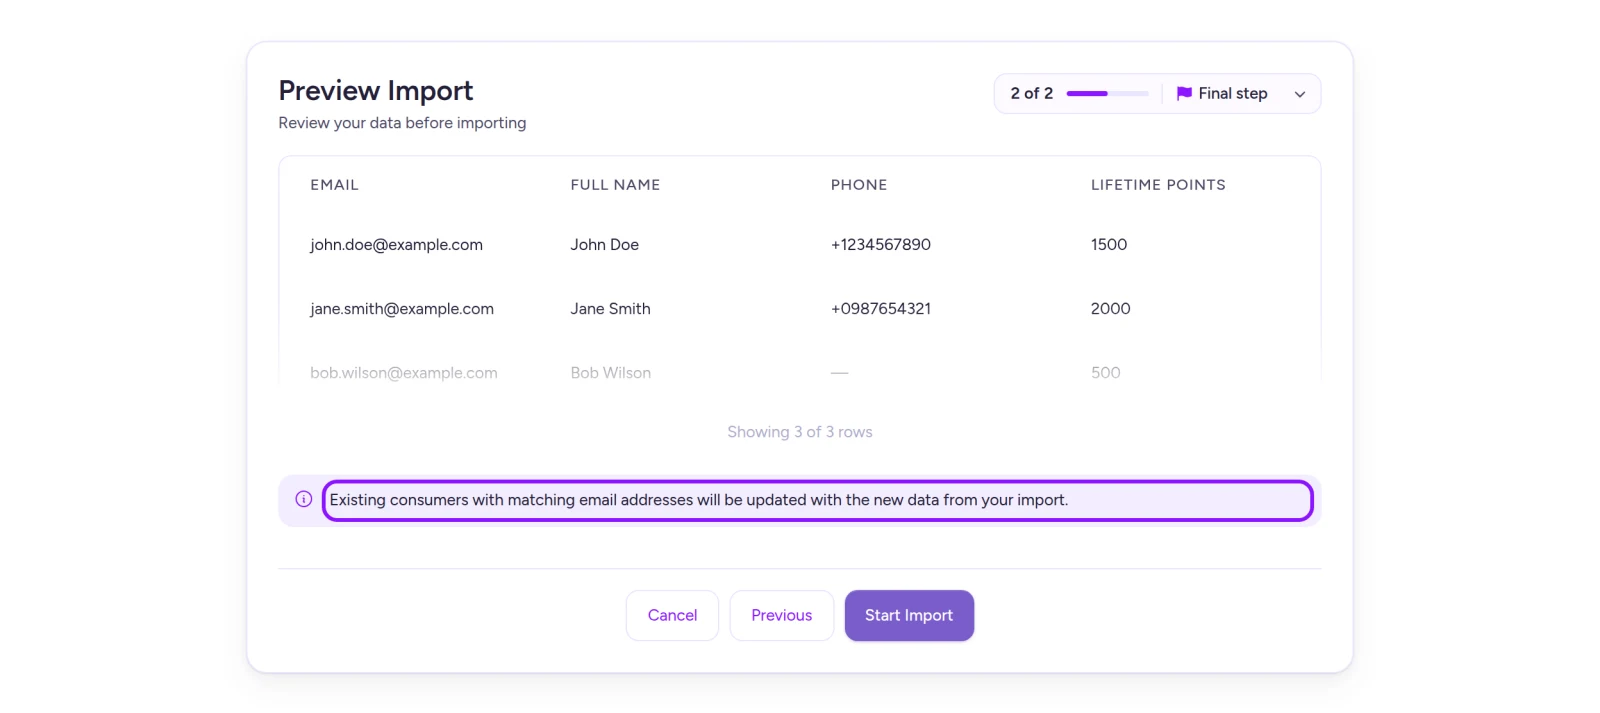 Preview Import
2 of 2 Final step
Review your data before importing
EMAIL FULL NAME PHONE LIFETIME POINTS
john.doe@example.com John Doe +1234567890 1500
jane.smith@example.com Jane Smith +0987654321 2000
bob.wilson@example.com Bob Wilson — 500
Showing 3 of 3 rows
Existing consumers with matching email addresses will be updated with the new data from your import.
Cancel Previous Start Import